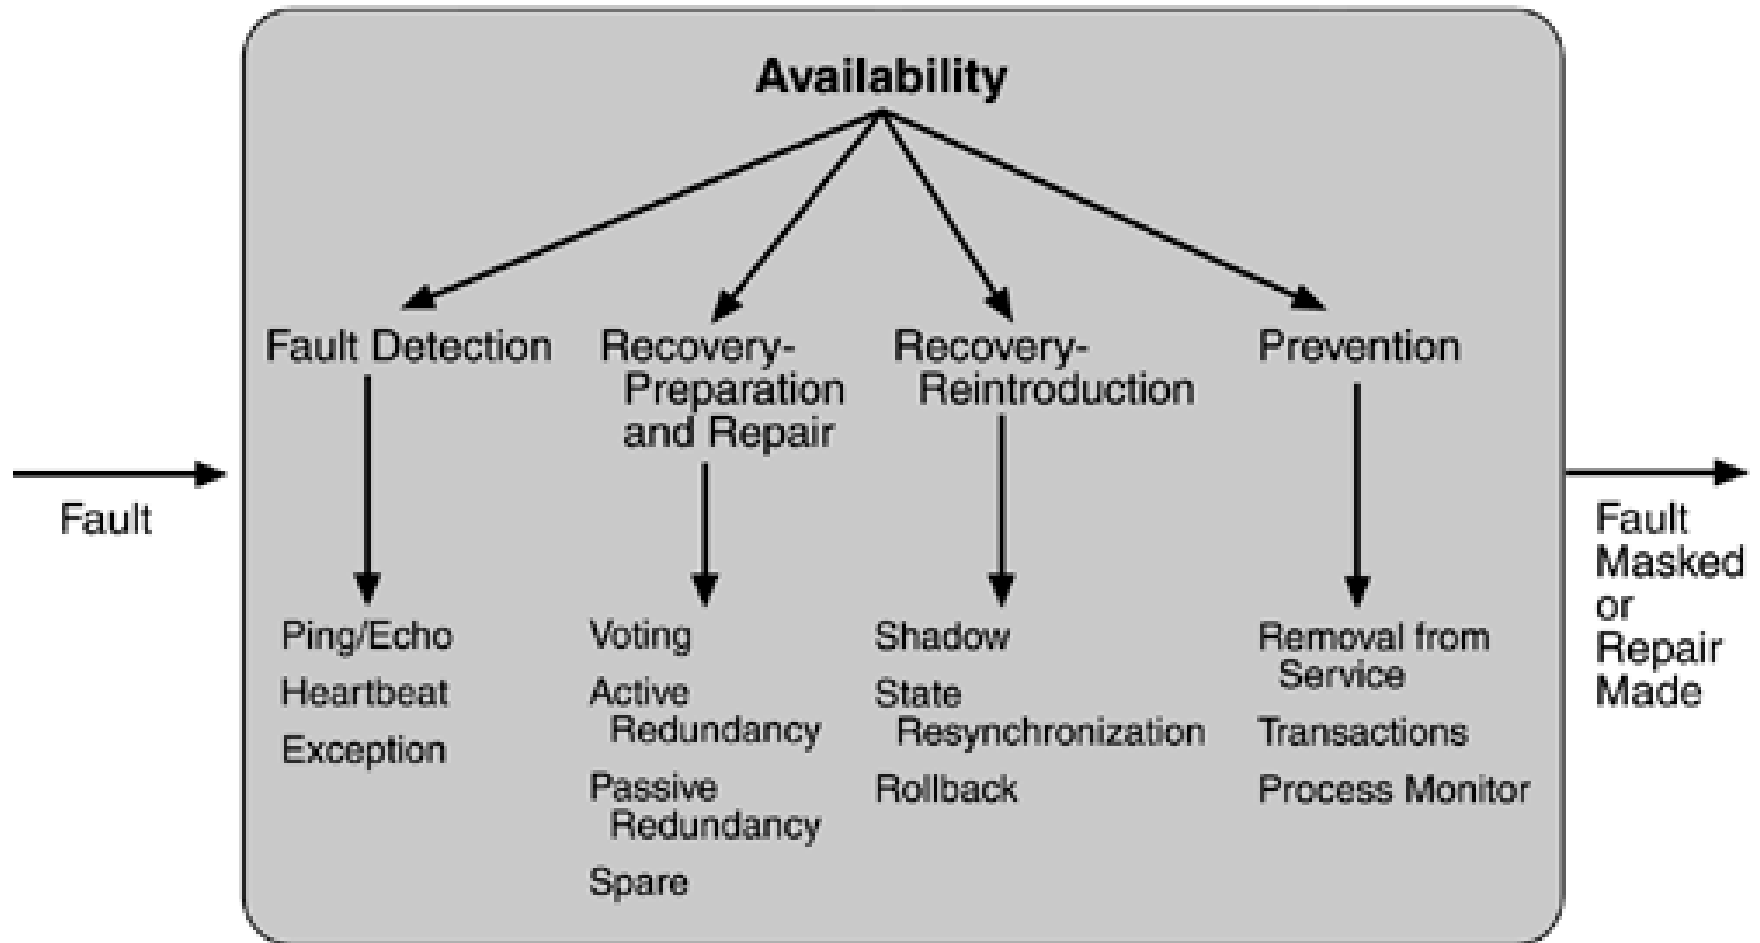 Availability
Fault Detection
Recovery-
Preparation
and Repair
Recovery-
Reintroduction
Prevention
Fault
Fault
Masked
or
Repair
Made
Ping/Echo
Heartbeat
Exception
Voting
Active
Redundancy
Passive
Redundancy
Spare
Shadow
State
Resynchronization
Rollback
Removal from
Service
Transactions
Process Monitor